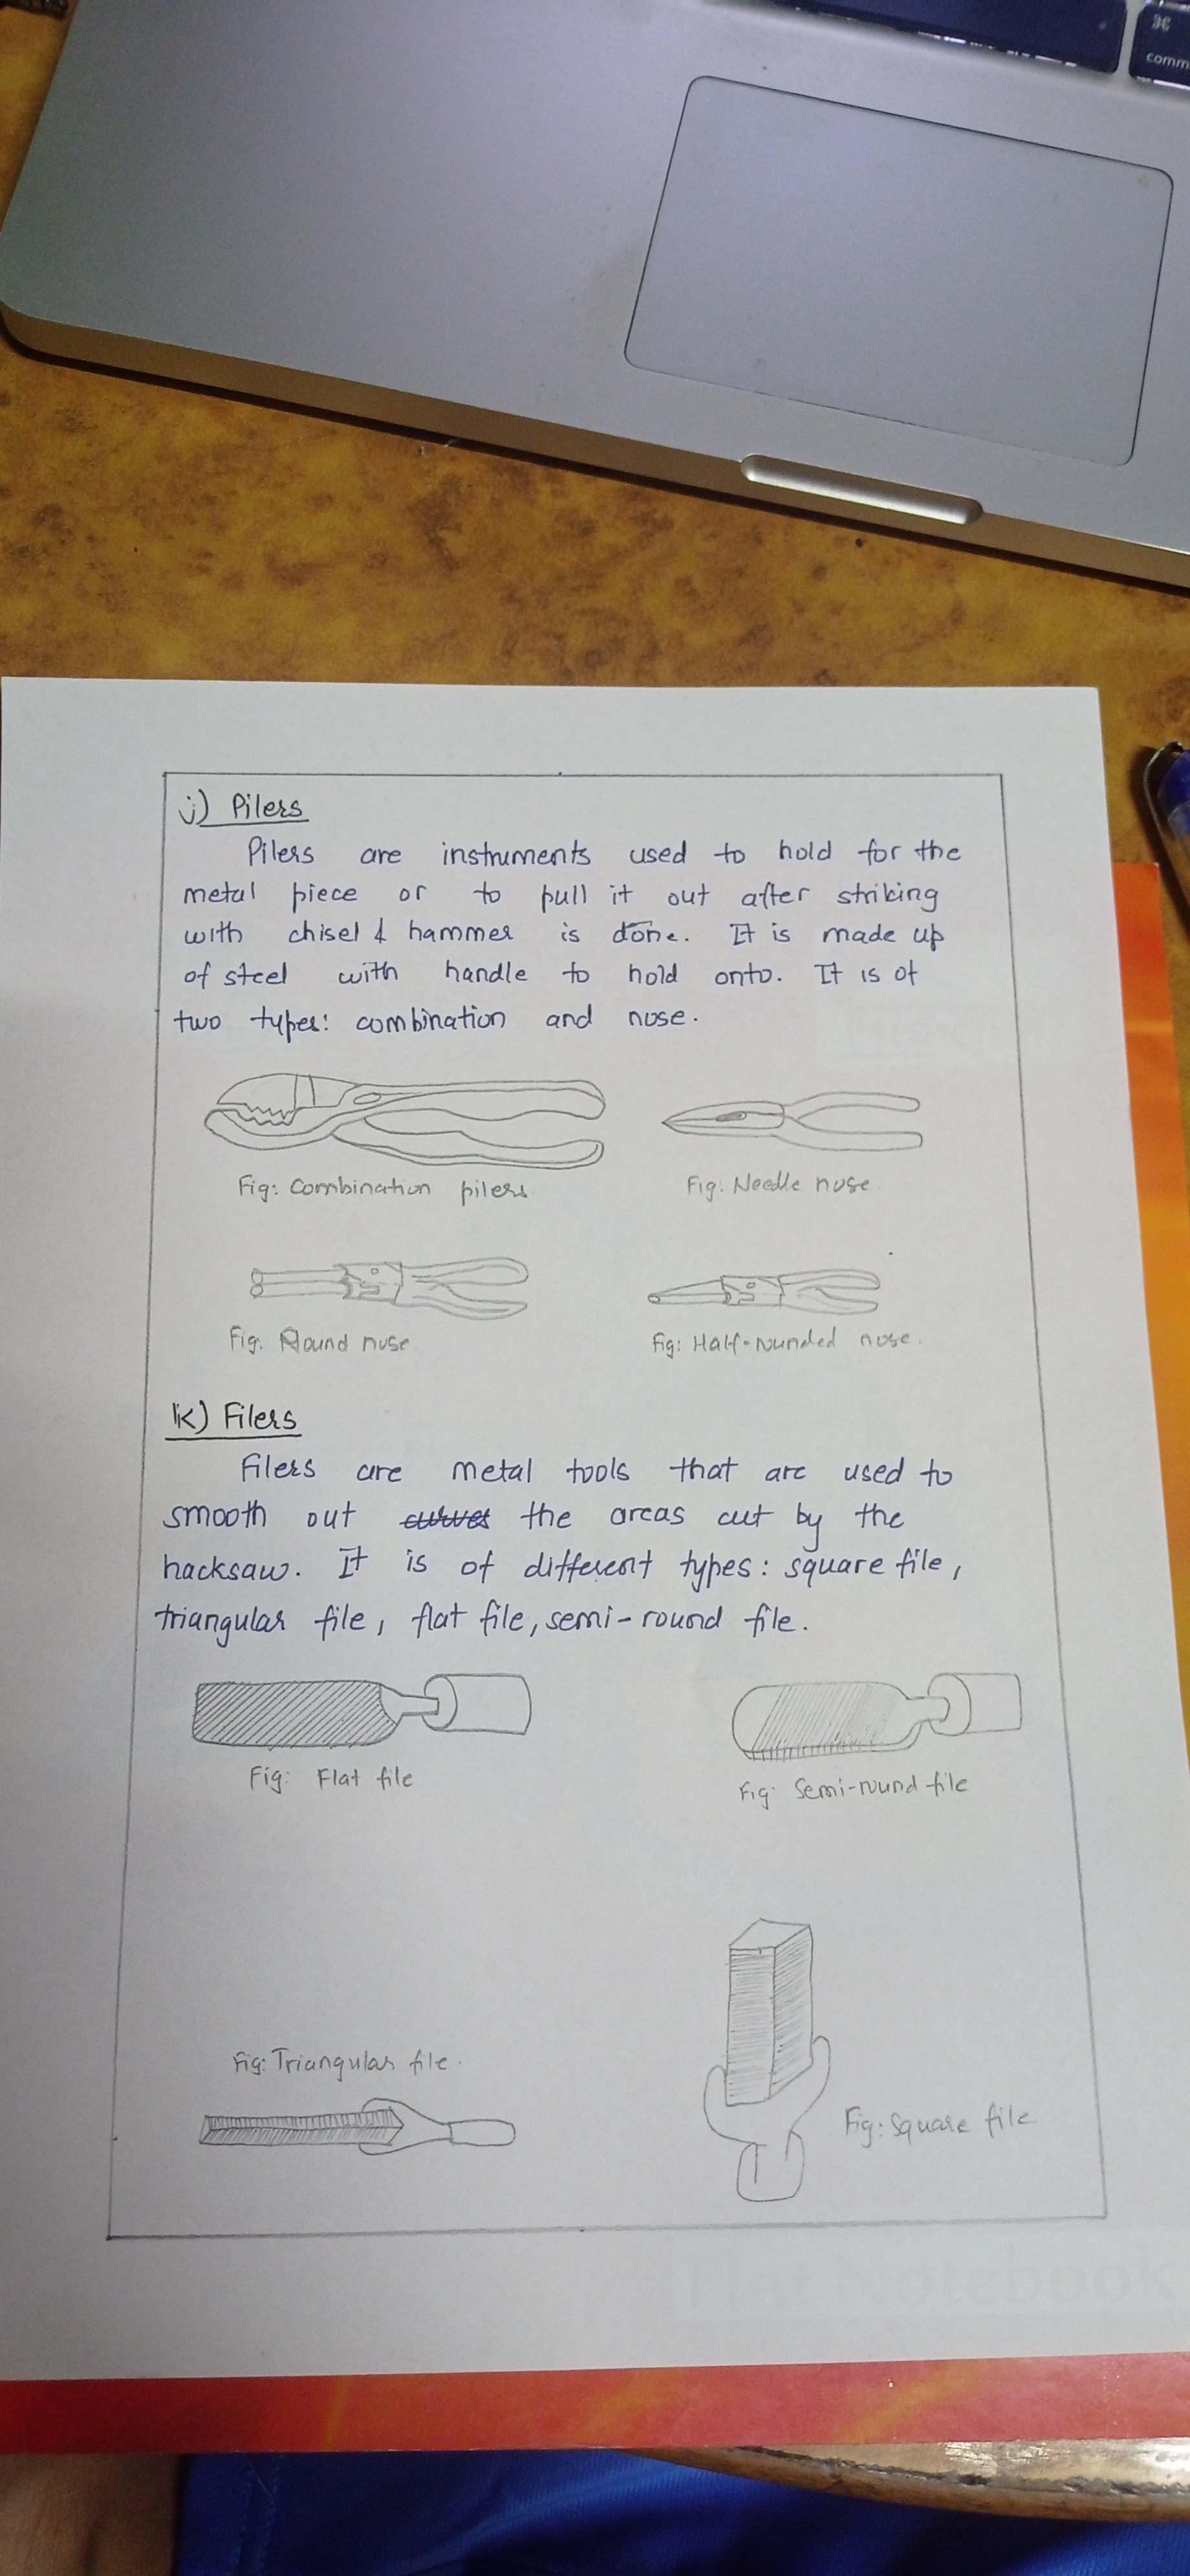 ⌘
comm
j) Pilers
Pilers are instruments used to hold for the
metal piece or to pull it out after striking
with chisel & hammer is done. It is made up
of steel with handle to hold onto. It is of
two types: combination and nose.
Fig: Combination pilers
Fig: Needle nose
Fig: Round nose
Fig: Half-rounded nose.
k) Filers
Filers are metal tools that are used to
smooth out curves the areas cut by the
hacksaw. It is of different types: square file,
triangular file, flat file, semi-round file.
Fig: Flat file
Fig: Semi-round file
Fig: Triangular file.
Fig: Square file
Notebook